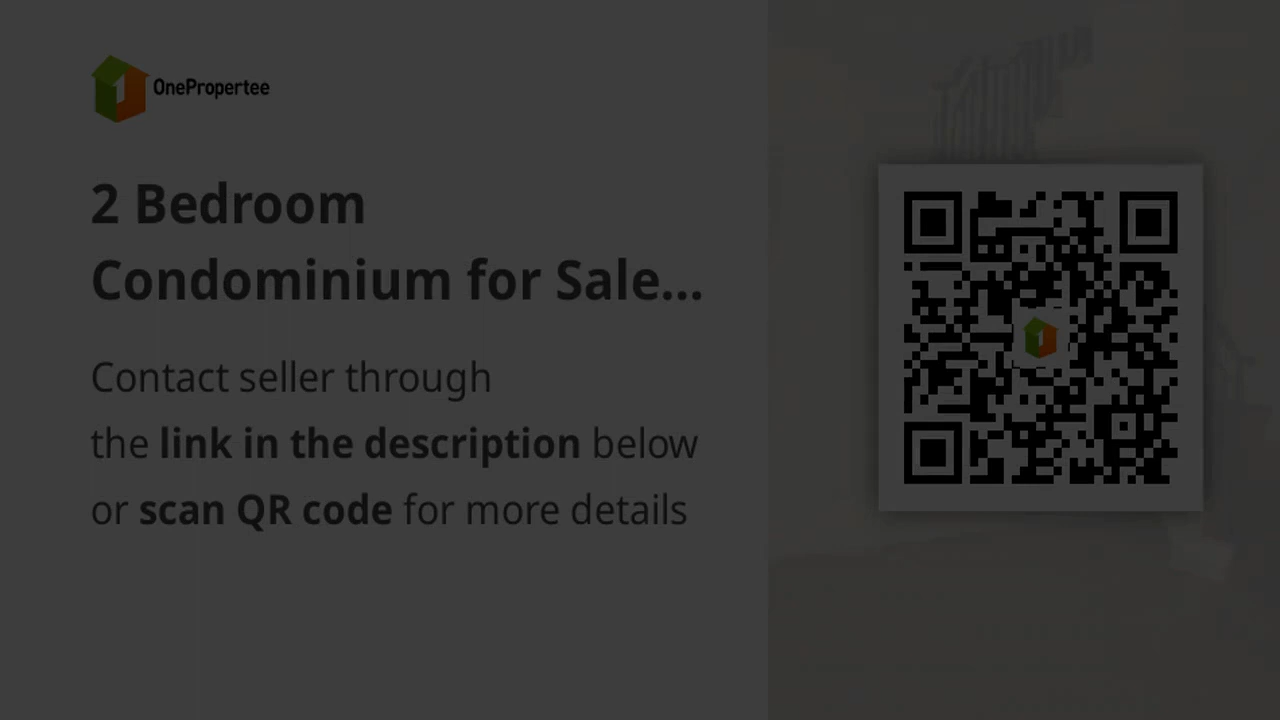 OnePropertee
2 Bedroom
Condominium for Sale...
Contact seller through
the link in the description below
or scan QR code for more details